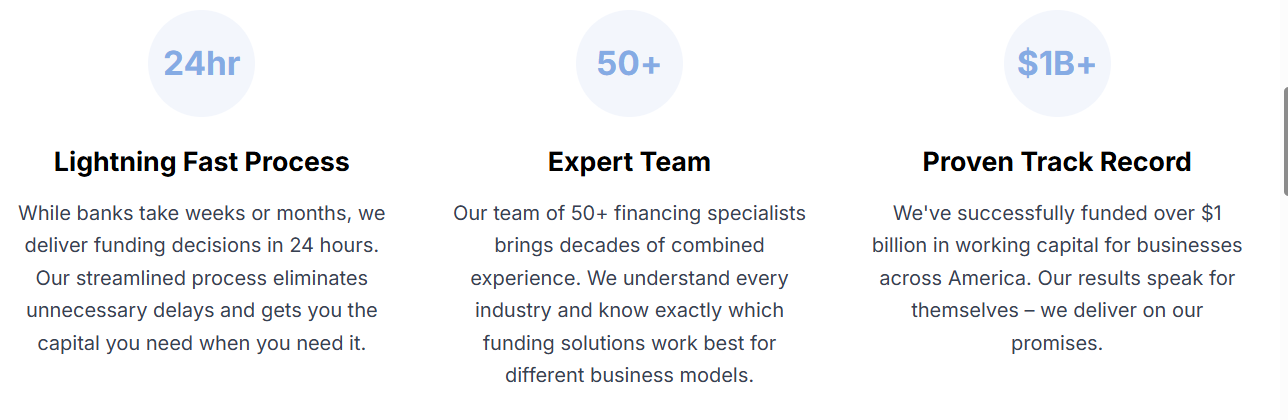 24hr
Lightning Fast Process
While banks take weeks or months, we
deliver funding decisions in 24 hours.
Our streamlined process eliminates
unnecessary delays and gets you the
capital you need when you need it.
50+
Expert Team
Our team of 50+ financing specialists
brings decades of combined
experience. We understand every
industry and know exactly which
funding solutions work best for
different business models.
$1B+
Proven Track Record
We've successfully funded over $1
billion in working capital for businesses
across America. Our results speak for
themselves – we deliver on our
promises.